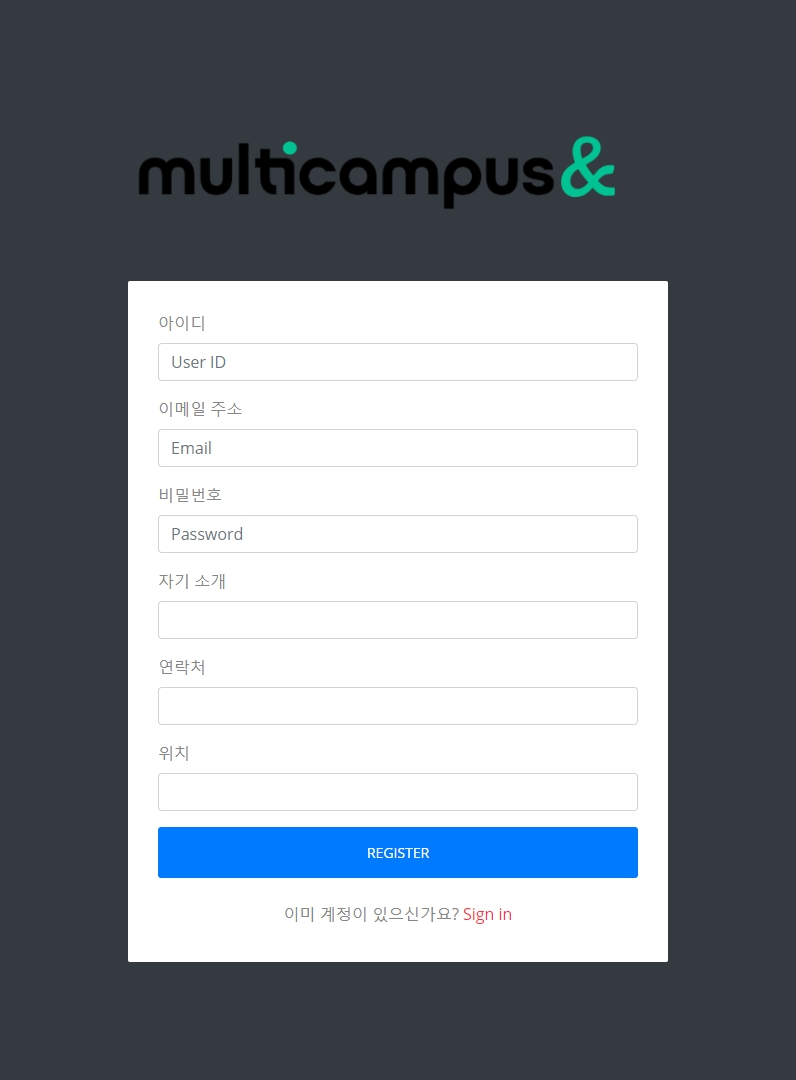 multicampus&
아이디
User ID
이메일 주소
Email
비밀번호
Password
자기 소개
연락처
위치
REGISTER
이미 계정이 있으신가요? Sign in